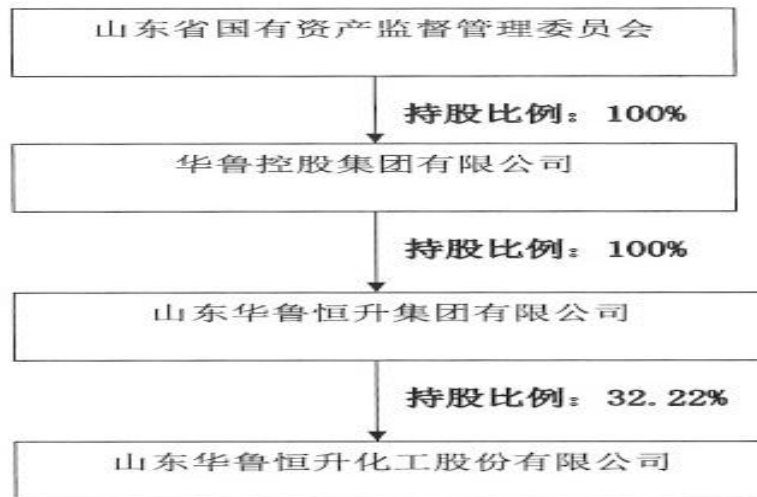 山东省国有资产监督管理委员会
持股比例：100%
华鲁控股集团有限公司
持股比例：100%
山东华鲁恒升集团有限公司
持股比例：32.22%
山东华鲁恒升化工股份有限公司